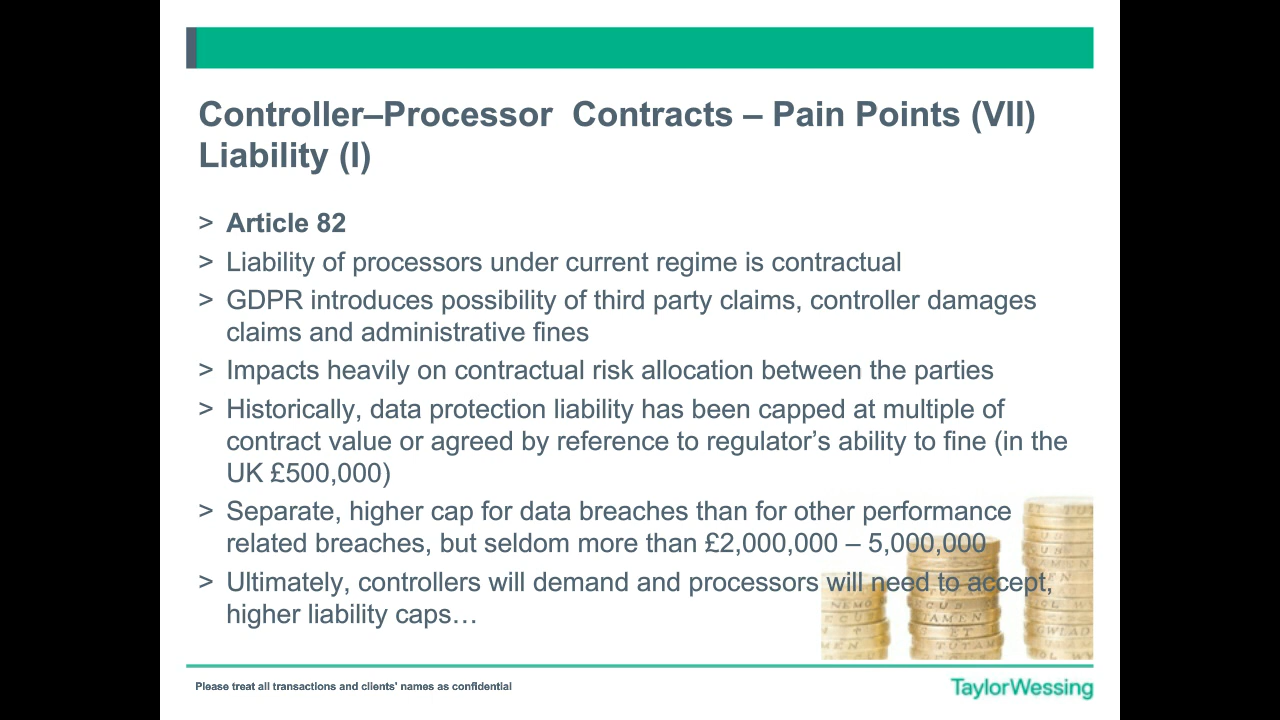 Controller–Processor Contracts – Pain Points (VII)
Liability (I)
> Article 82
> Liability of processors under current regime is contractual
> GDPR introduces possibility of third party claims, controller damages
claims and administrative fines
> Impacts heavily on contractual risk allocation between the parties
> Historically, data protection liability has been capped at multiple of
contract value or agreed by reference to regulator’s ability to fine (in the
UK £500,000)
> Separate, higher cap for data breaches than for other performance
related breaches, but seldom more than £2,000,000 – 5,000,000
> Ultimately, controllers will demand and processors will need to accept,
higher liability caps…
Please treat all transactions and clients' names as confidential
TaylorWessing